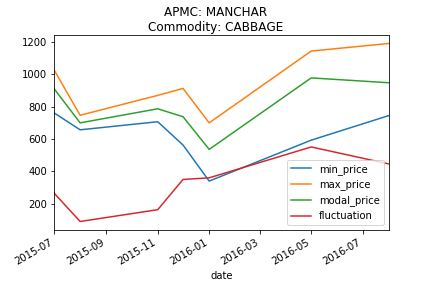 APMC: MANCHAR
Commodity: CABBAGE
1200
1000
800
600
400
200
min_price
max_price
modal_price
fluctuation
2015-07
2015-09
2015-11
2016-01
2016-03
2016-05
2016-07
date